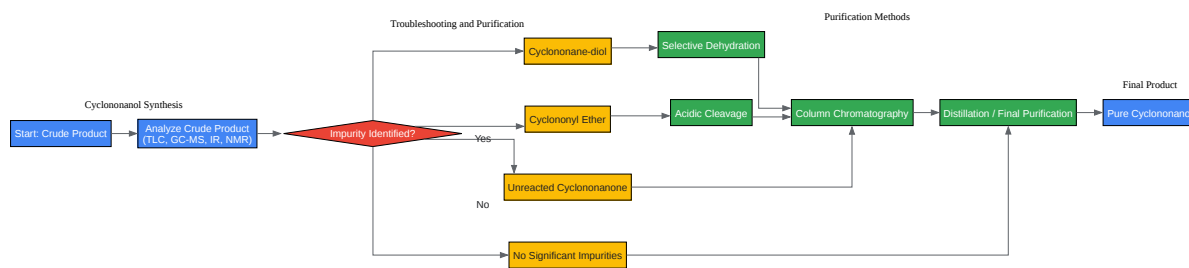 Troubleshooting and Purification
Purification Methods
Cyclononane-diol
Selective Dehydration
Cyclononanol Synthesis
Final Product
Start: Crude Product
Analyze Crude Product
(TLC, GC-MS, IR, NMR)
Impurity Identified?
Cyclononyl Ether
Acidic Cleavage
Column Chromatography
Distillation / Final Purification
Pure Cyclononanol
Yes
Unreacted Cyclononanone
No
No Significant Impurities